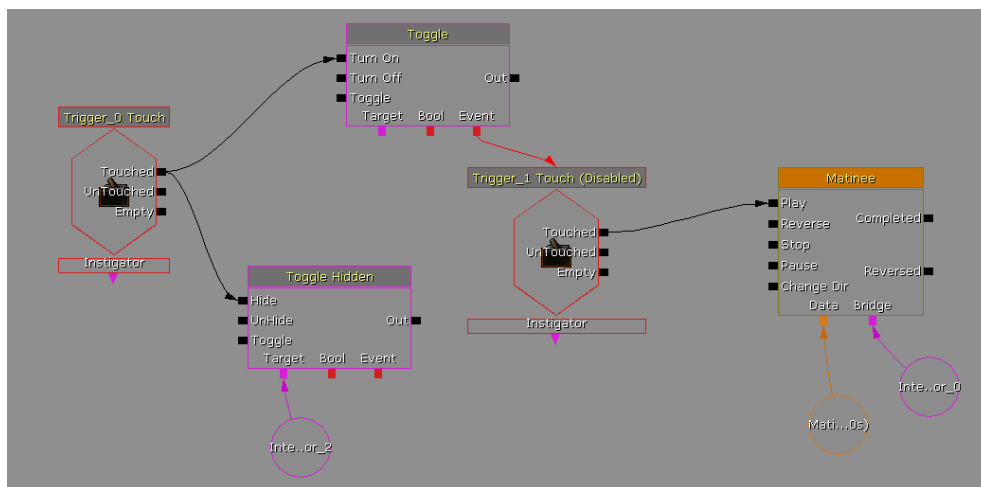 Toggle
Turn On
Turn Off
Toggle
Out
Target Bool Event
Trigger_0 Touch
Touched
UnTouched
Empty
Instigator
Toggle Hidden
Hide
UnHide
Toggle
Out
Target Bool Event
Inte..or_2
Trigger_1 Touch (Disabled)
Touched
UnTouched
Empty
Instigator
Matinee
Play
Reverse
Stop
Pause
Change Dir
Completed
Reversed
Data Bridge
Inte..or_0
Mati...0s)